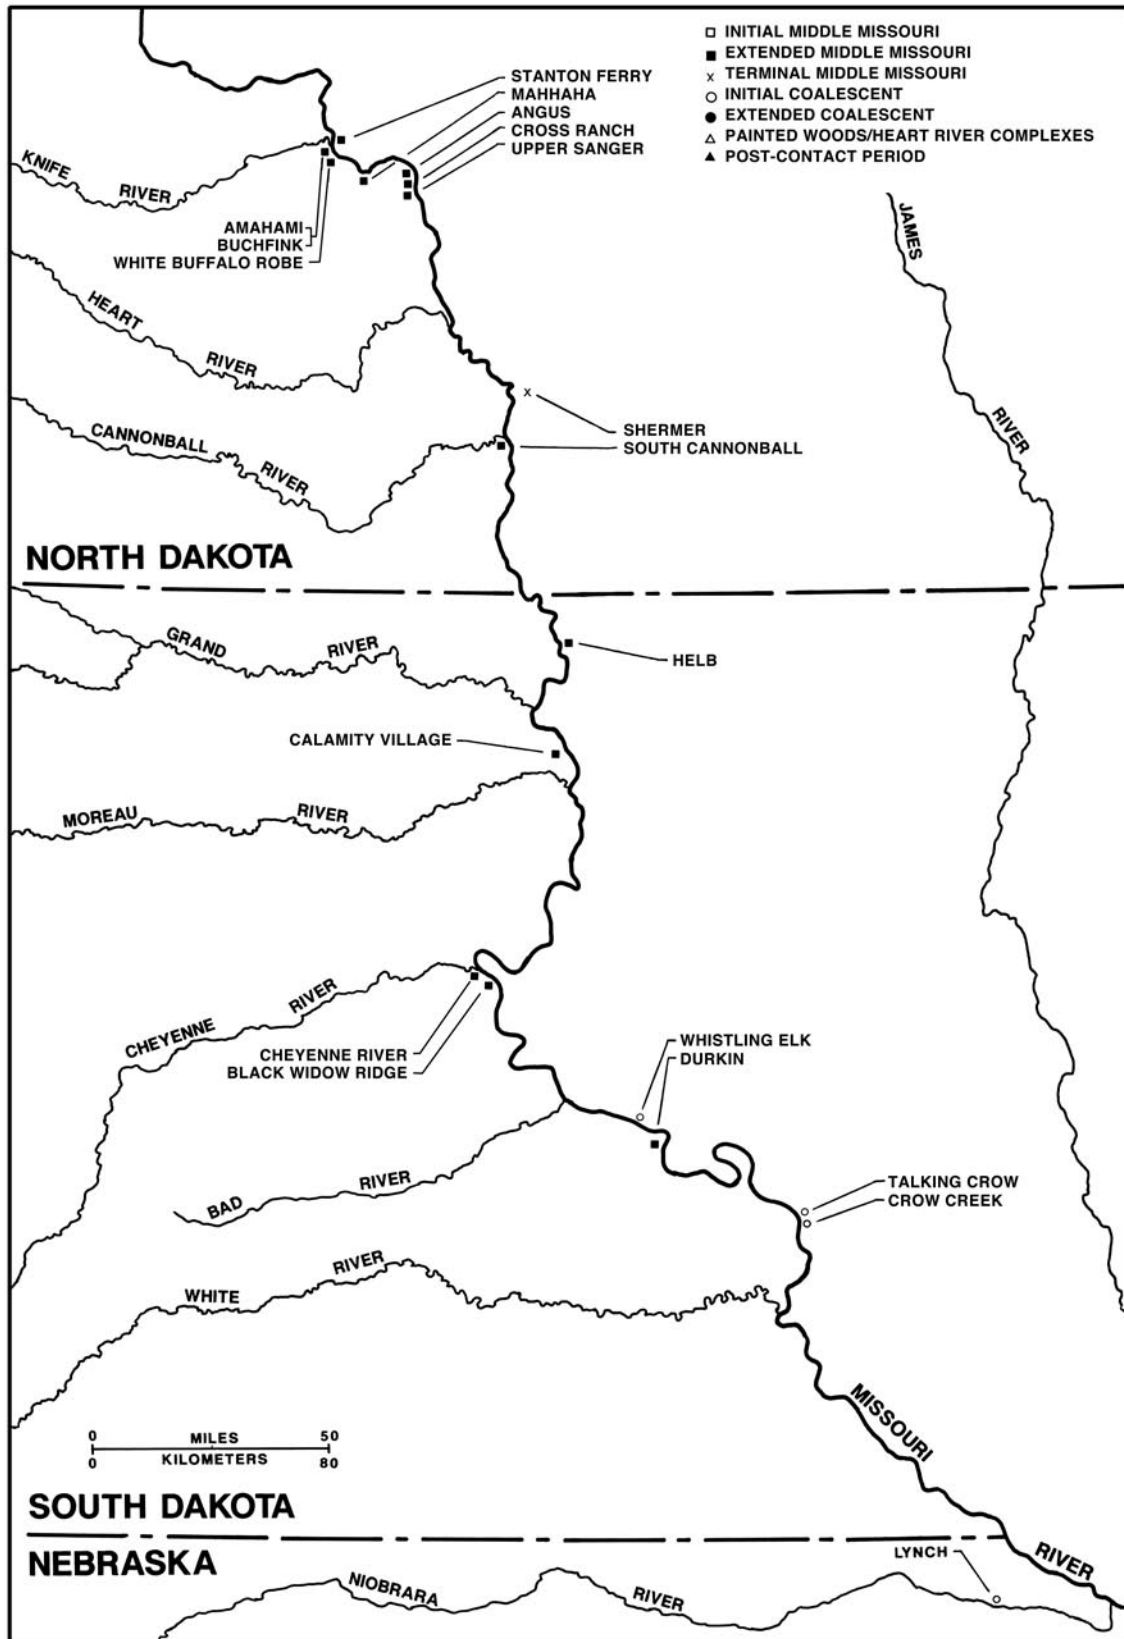 INITIAL MIDDLE MISSOURI
EXTENDED MIDDLE MISSOURI
x TERMINAL MIDDLE MISSOURI
INITIAL COALESCENT
EXTENDED COALESCENT
PAINTED WOODS/HEART RIVER COMPLEXES
POST-CONTACT PERIOD
STANTON FERRY
MAHHAHA
ANGUS
CROSS RANCH
UPPER SANGER
KNIFE
RIVER
AMAHAMI
BUCHFINK
WHITE BUFFALO ROBE
JAMES
RIVER
HEART
RIVER
x
SHERMER
SOUTH CANNONBALL
CANNONBALL
RIVER
NORTH DAKOTA
GRAND
RIVER
HELB
CALAMITY VILLAGE
MOREAU
RIVER
CHEYENNE
RIVER
CHEYENNE RIVER
BLACK WIDOW RIDGE
WHISTLING ELK
DURKIN
BAD
RIVER
TALKING CROW
CROW CREEK
WHITE
RIVER
MISSOURI
RIVER
0 MILES 50
0 KILOMETERS 80
SOUTH DAKOTA
NEBRASKA
LYNCH
NIOBRARA
RIVER